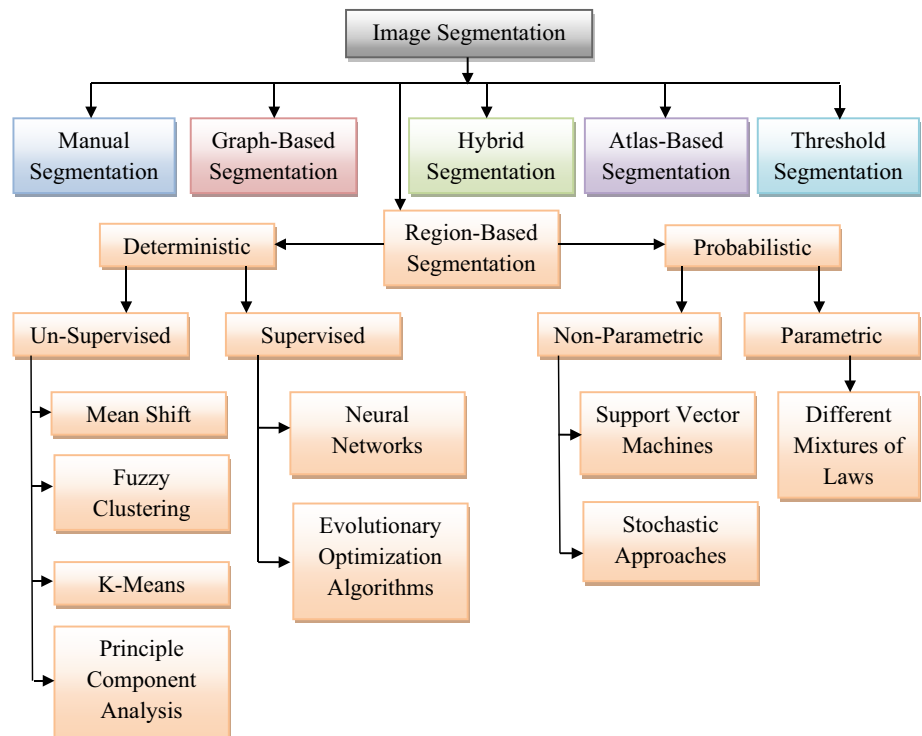 Image Segmentation
Manual
Segmentation
Graph-Based
Segmentation
Hybrid
Segmentation
Atlas-Based
Segmentation
Threshold
Segmentation
Region-Based
Segmentation
Deterministic
Probabilistic
Un-Supervised
Supervised
Non-Parametric
Parametric
Mean Shift
Fuzzy
Clustering
K-Means
Principle
Component
Analysis
Neural
Networks
Evolutionary
Optimization
Algorithms
Support Vector
Machines
Stochastic
Approaches
Different
Mixtures of
Laws